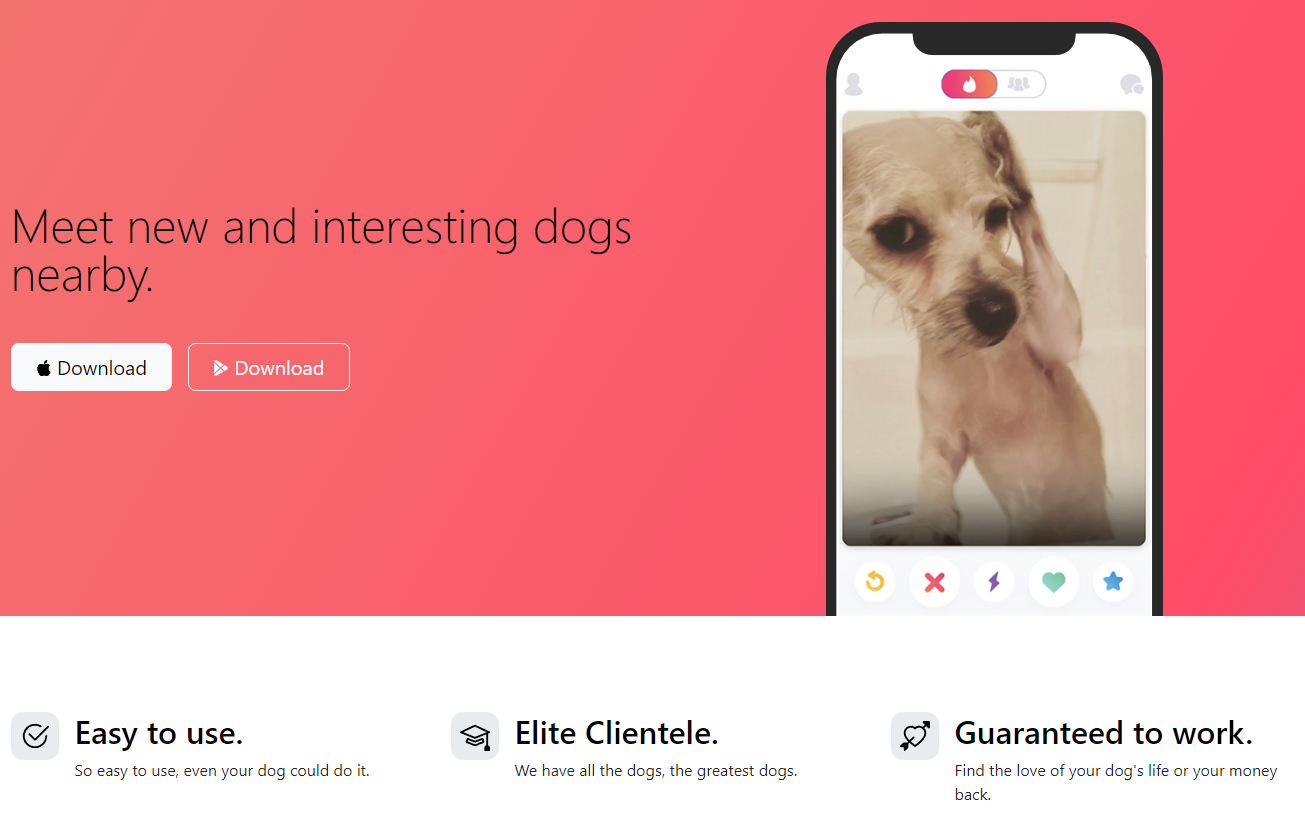 Meet new and interesting dogs
nearby.
Download
Download
Easy to use.
So easy to use, even your dog could do it.
Elite Clientele.
We have all the dogs, the greatest dogs.
Guaranteed to work.
Find the love of your dog's life or your money
back.